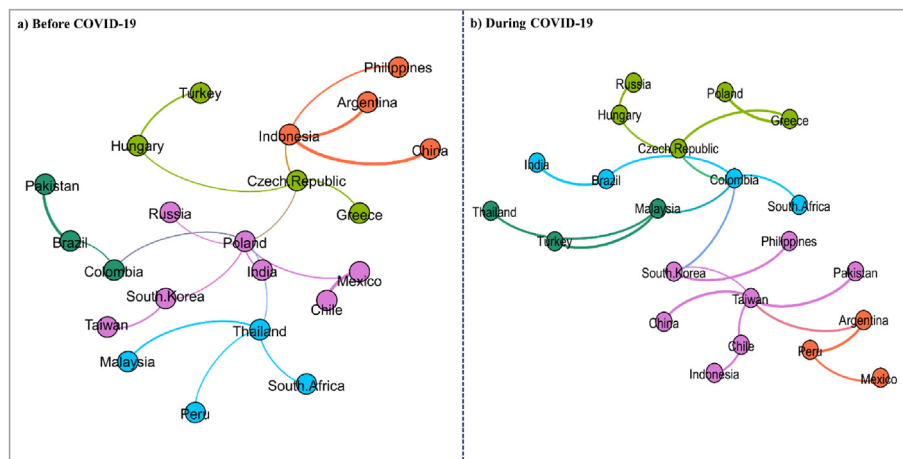 a) Before COVID-19
Philippines
Turkey
Argentina
Indonesia
Hungary
China
Czech.Republic
Pakistan
Russia
Greece
Brazil
Poland
Colombia
India
Mexico
South.Korea
Chile
Taiwan
Thailand
Malaysia
South.Africa
Peru
b) During COVID-19
Russia
Poland
Hungary
Greece
Czech.Republic
India
Brazil
Colombia
Thailand
Malaysia
South.Africa
Turkey
Philippines
South.Korea
Pakistan
Taiwan
China
Argentina
Chile
Peru
Indonesia
Mexico